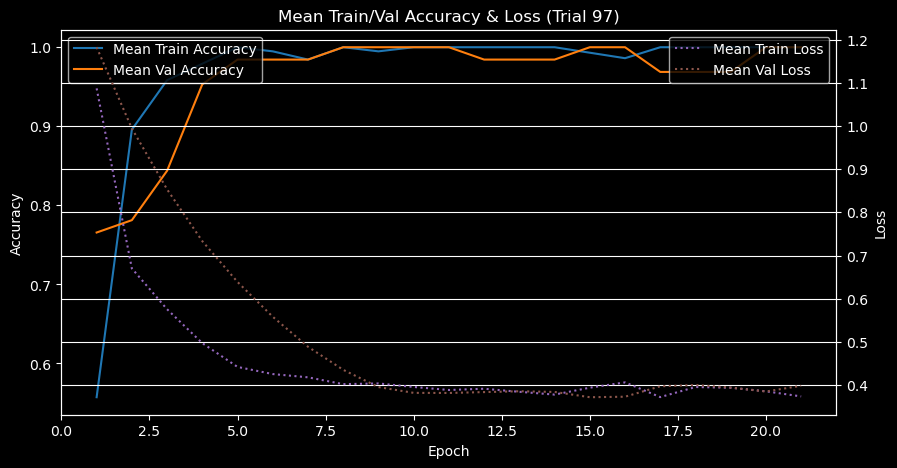 Mean Train/Val Accuracy & Loss (Trial 97)
Mean Train Accuracy
Mean Val Accuracy
Mean Train Loss
Mean Val Loss
1.0
0.9
0.8
0.7
0.6
Accuracy
1.2
1.1
1.0
0.9
0.8
0.7
0.6
0.5
0.4
Loss
0.0 2.5 5.0 7.5 10.0 12.5 15.0 17.5 20.0
Epoch